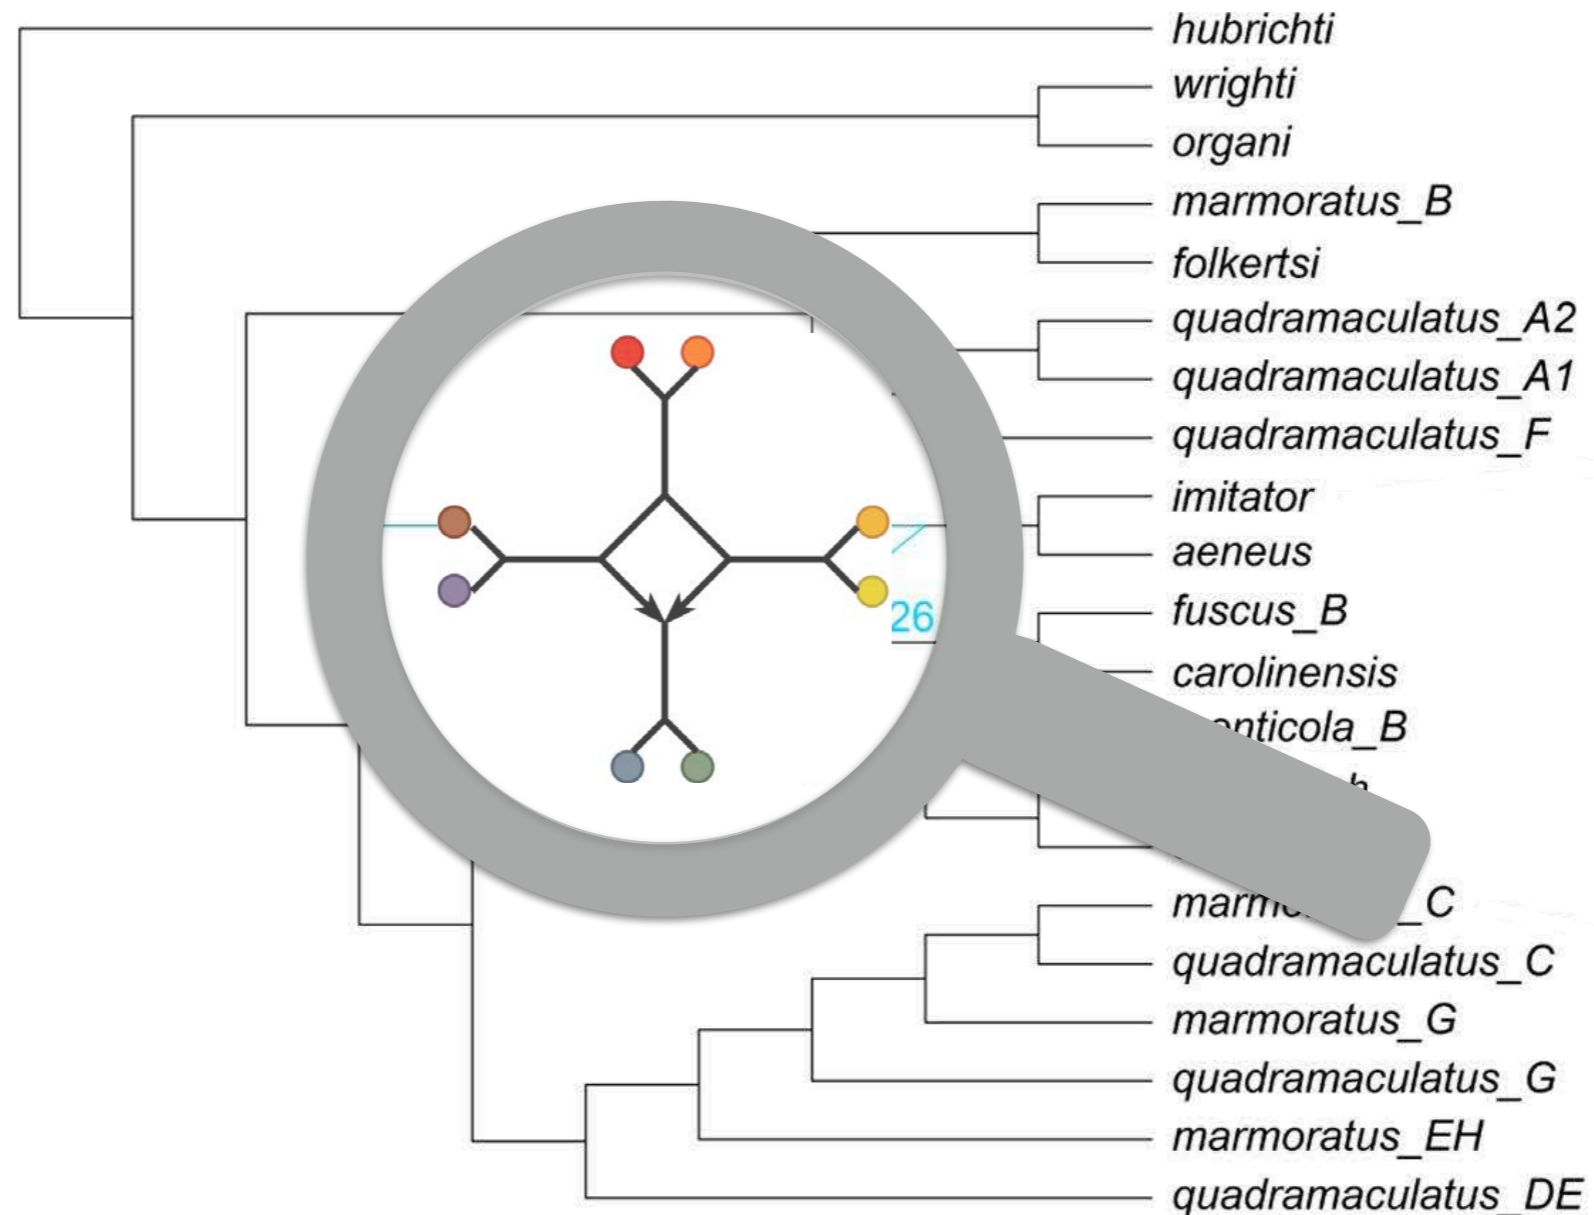 hubrichti
wrighti
organi
marmoratus_B
folkertsi
quadramaculatus_A2
quadramaculatus_A1
quadramaculatus_F
imitator
aeneus
26
fuscus_B
carolinensis
quadramaculatus_C
marmoratus_G
quadramaculatus_G
marmoratus_EH
quadramaculatus_DE